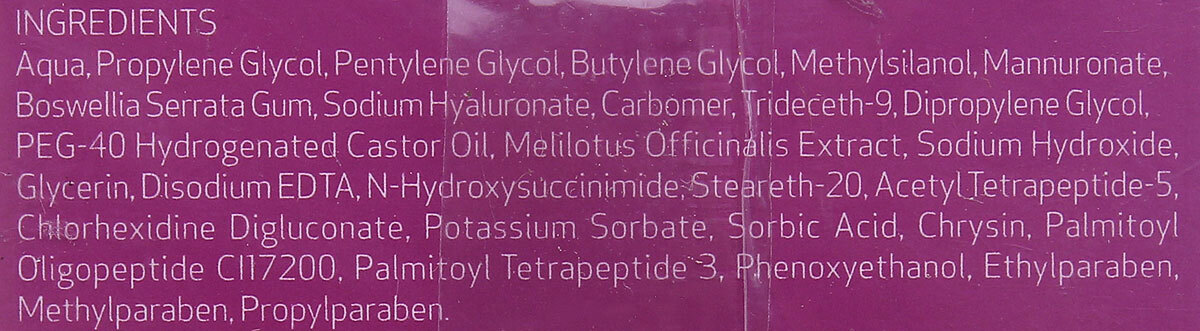 INGREDIENTS
Aqua, Propylene Glycol, Pentylene Glycol, Butylene Glycol, Methylsilanol, Mannuronate,
Boswellia Serrata Gum, Sodium Hyaluronate, Carbomer, Trideceth-9, Dipropylene Glycol,
PEG-40 Hydrogenated Castor Oil, Melilotus Officinalis Extract, Sodium Hydroxide,
Glycerin, Disodium EDTA, N-Hydroxysuccinimide, Steareth-20, Acetyl Tetrapeptide-5,
Chlorhexidine Digluconate, Potassium Sorbate, Sorbic Acid, Chrysin, Palmitoyl
Oligopeptide CI17200, Palmitoyl Tetrapeptide 3, Phenoxyethanol, Ethylparaben,
Methylparaben, Propylparaben.